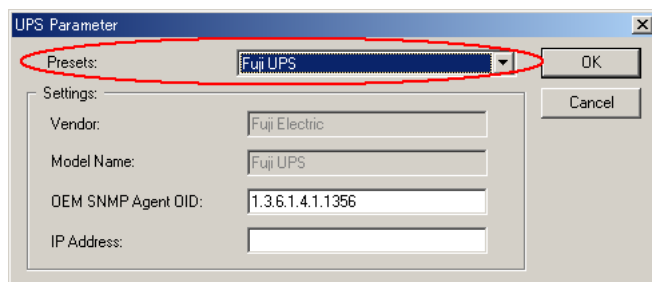 UPS Parameter
Presets: Fuji UPS OK
Settings: Cancel
Vendor: Fuji Electric
Model Name: Fuji UPS
OEM SNMP Agent OID: 1.3.6.1.4.1.1356
IP Address: